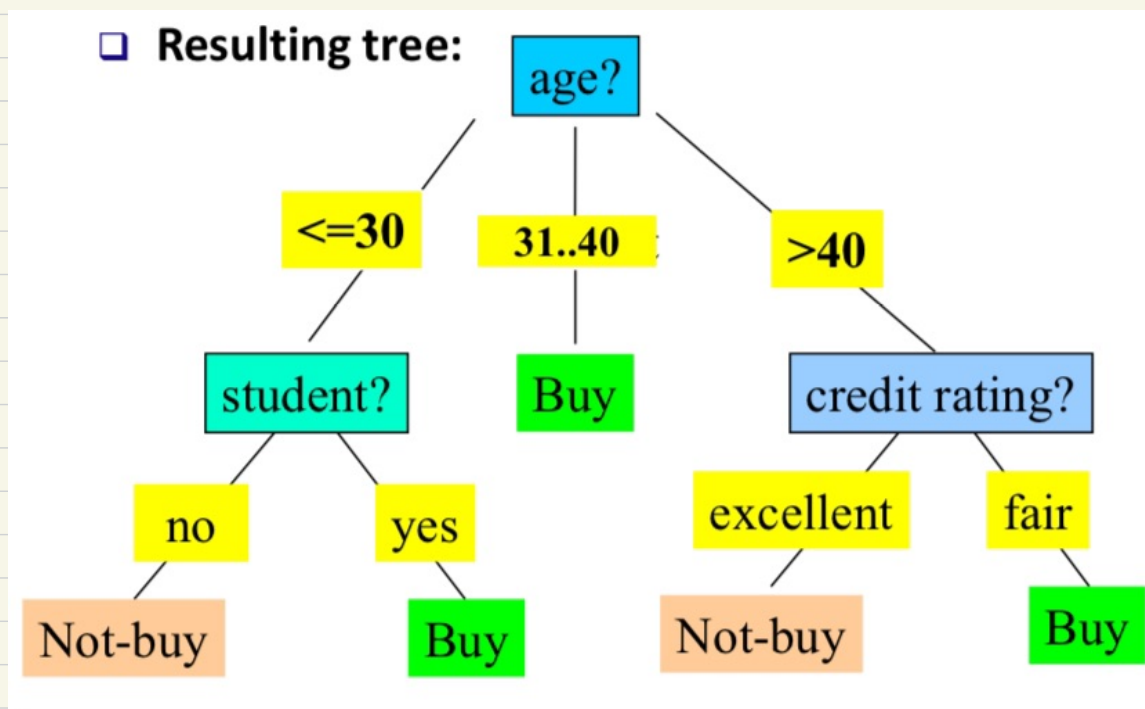 Resulting tree:
age?
<=30
31..40
>40
student?
Buy
credit rating?
no
yes
excellent
fair
Not-buy
Buy
Not-buy
Buy